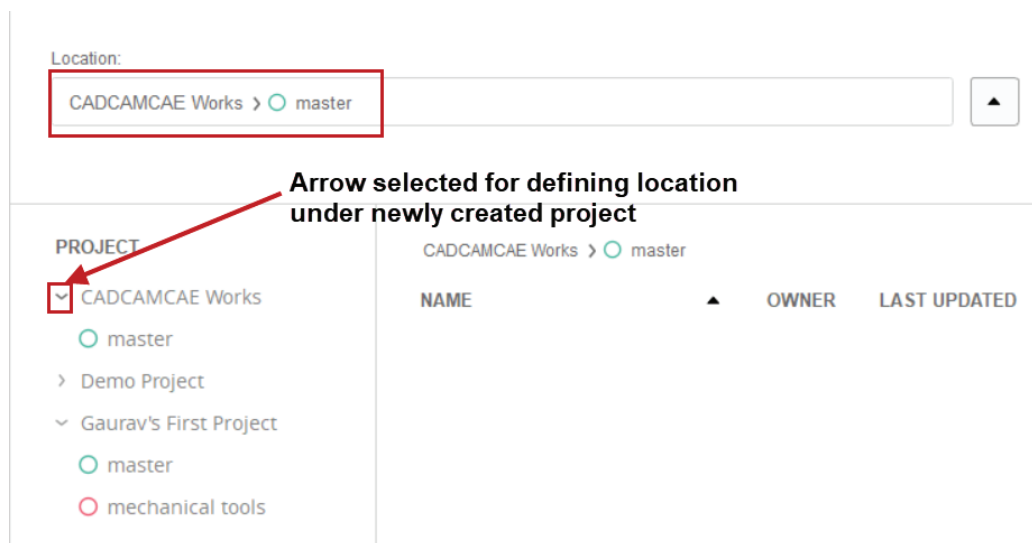 Location:
CADCAMCAE Works > master
Arrow selected for defining location
under newly created project
PROJECT
CADCAMCAE Works
master
Demo Project
Gaurav's First Project
master
mechanical tools
CADCAMCAE Works > master
NAME OWNER LAST UPDATED